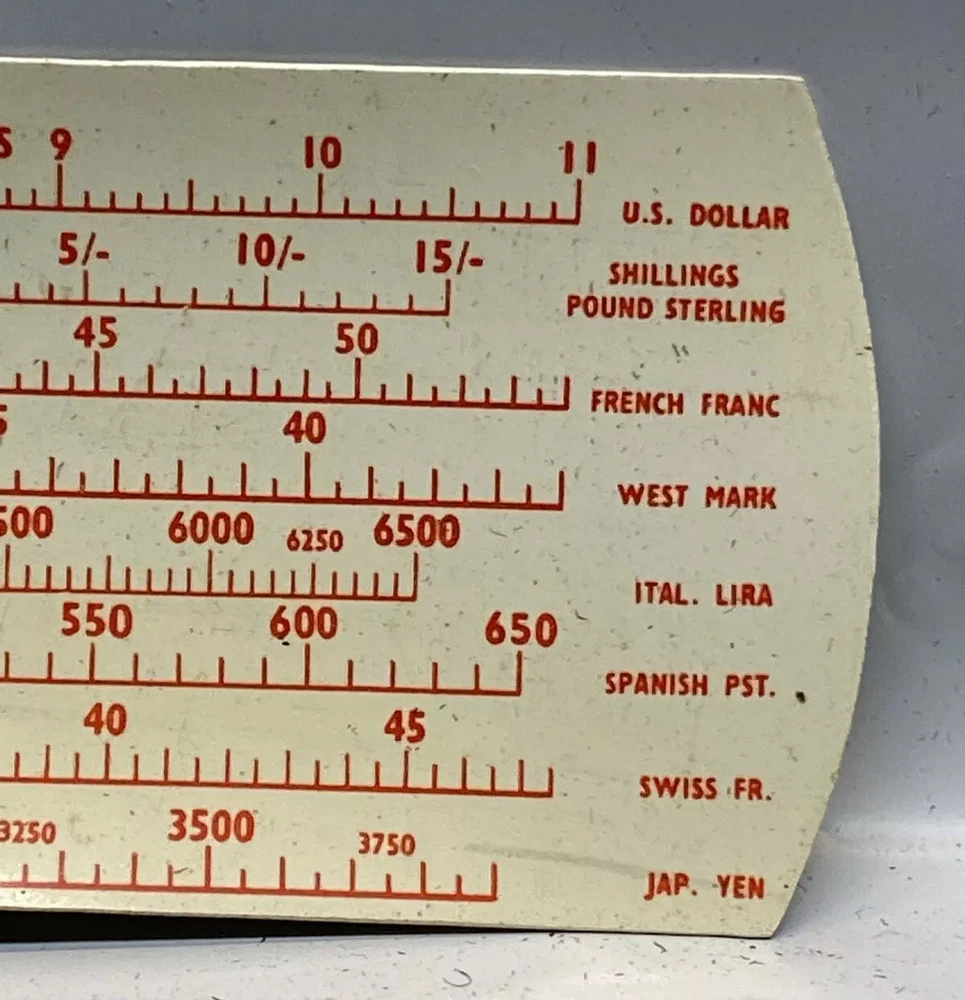 9 10 11
U.S. DOLLAR
5/- 10/- 15/-
SHILLINGS
POUND STERLING
45 50
FRENCH FRANC
40
WEST MARK
6000 6250 6500
ITAL. LIRA
550 600 650
SPANISH PST.
40 45
SWISS FR.
3250 3500 3750
JAP. YEN